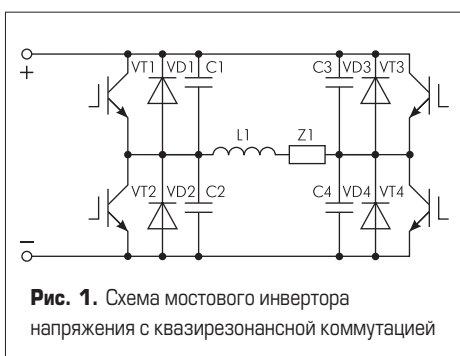 +
VT1 VD1 C1
C3 VD3 VT3
L1 Z1
VT2 VD2 C2
C4 VD4 VT4
–
Рис. 1. Схема мостового инвертора
напряжения с квазирезонансной коммутацией